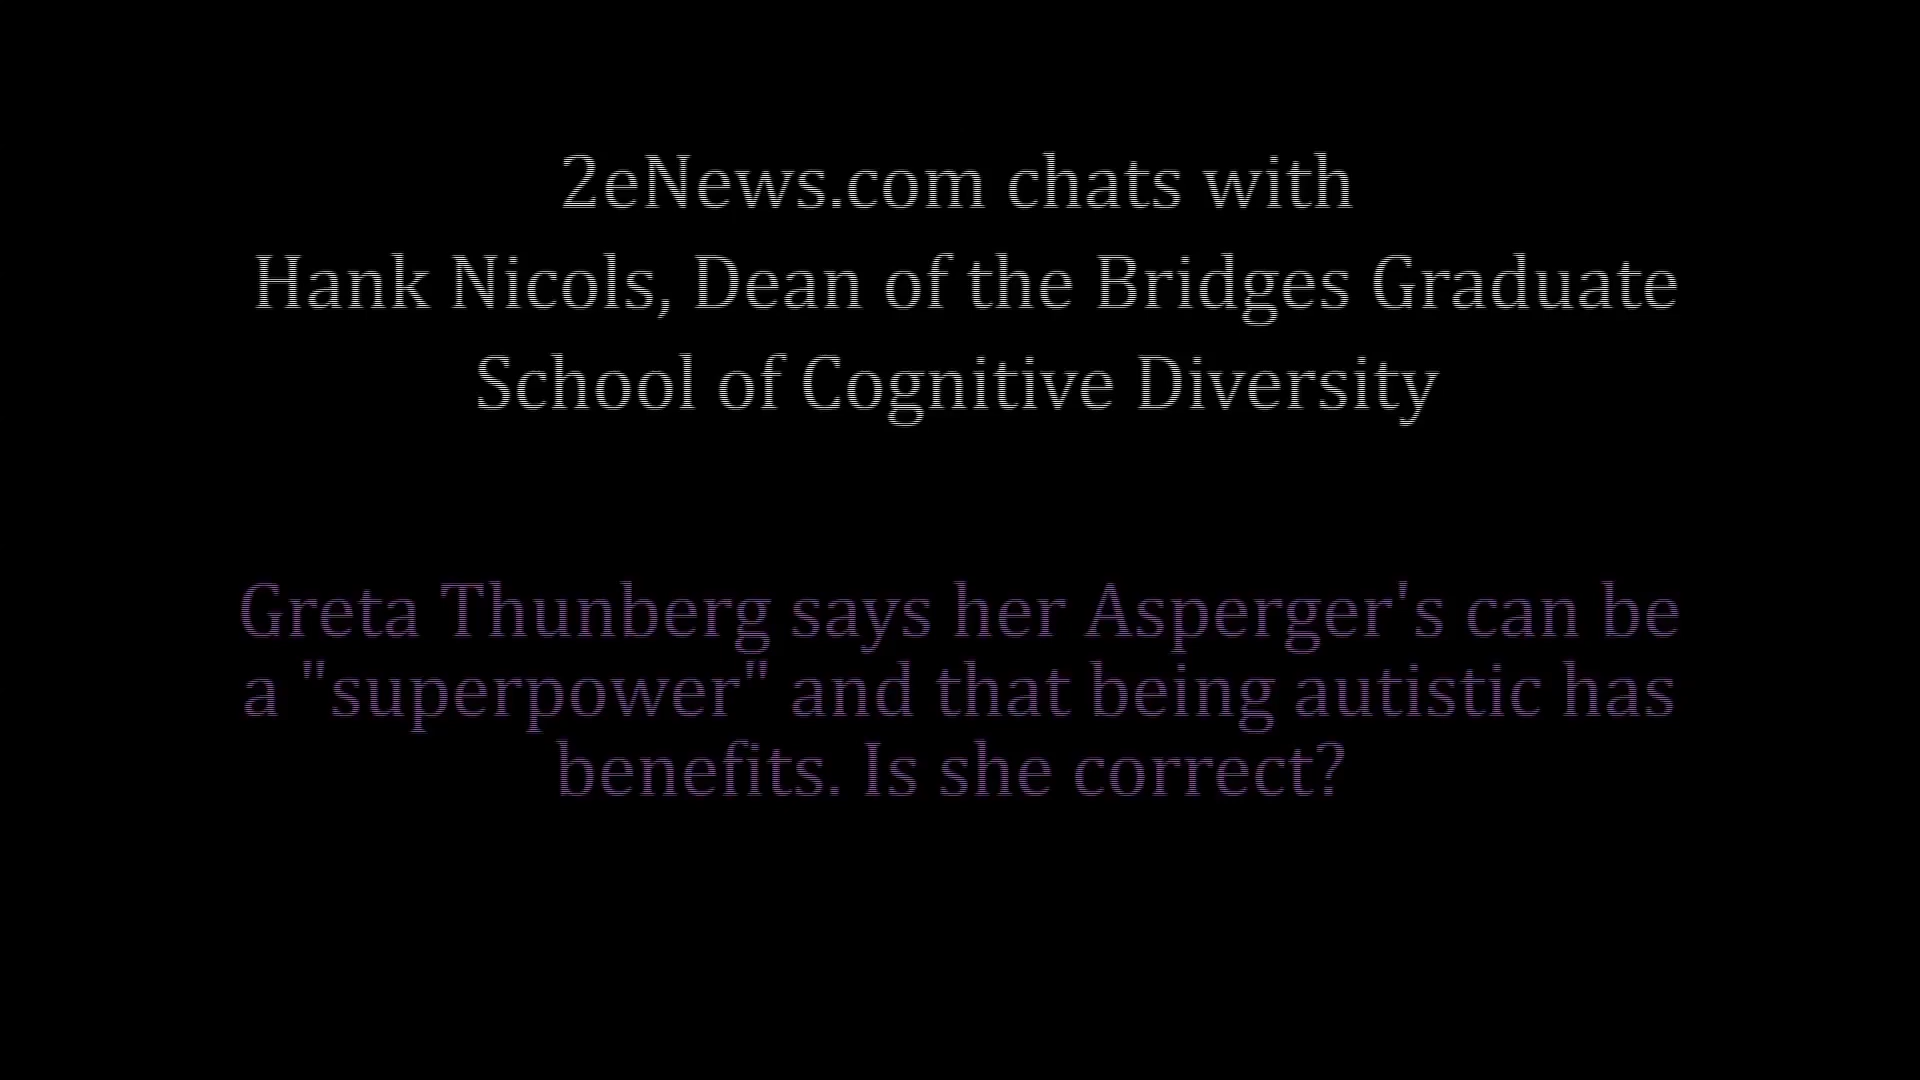 2eNews.com chats with
Hank Nicols, Dean of the Bridges Graduate
School of Cognitive Diversity
Greta Thunberg says her Asperger's can be
a "superpower" and that being autistic has
benefits. Is she correct?